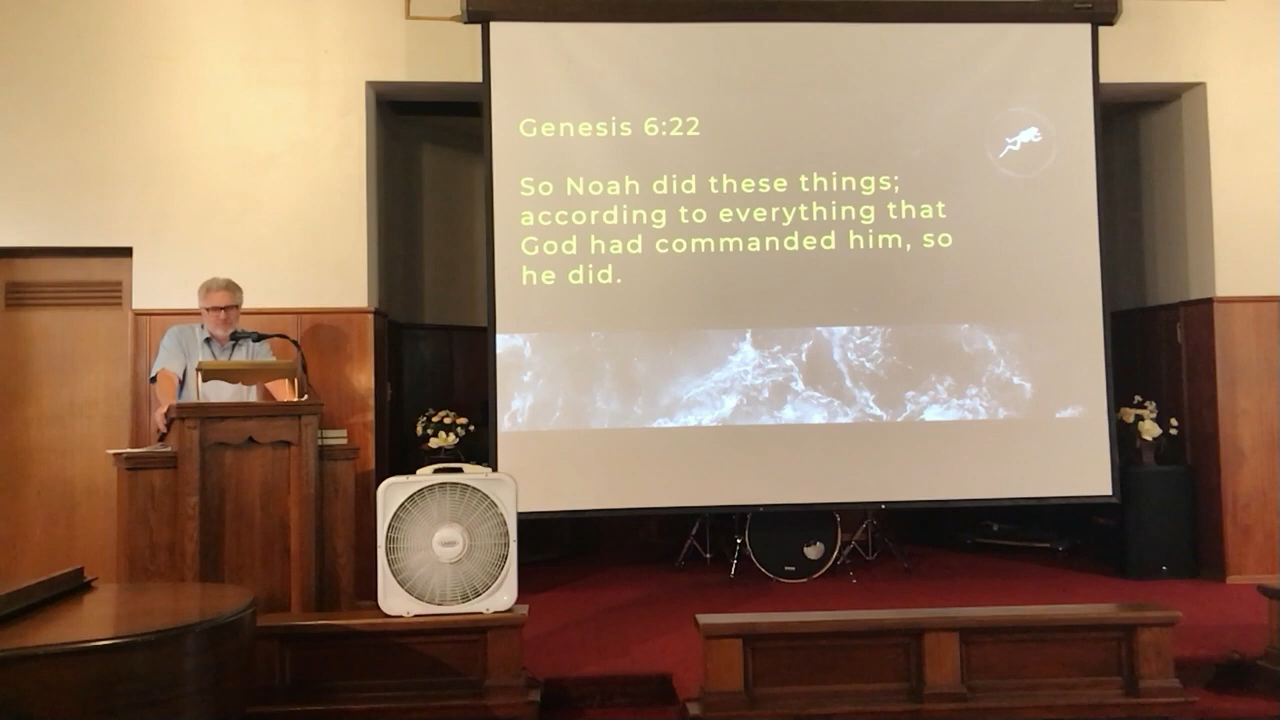 Genesis 6:22
So Noah did these things;
according to everything that
God had commanded him, so
he did.